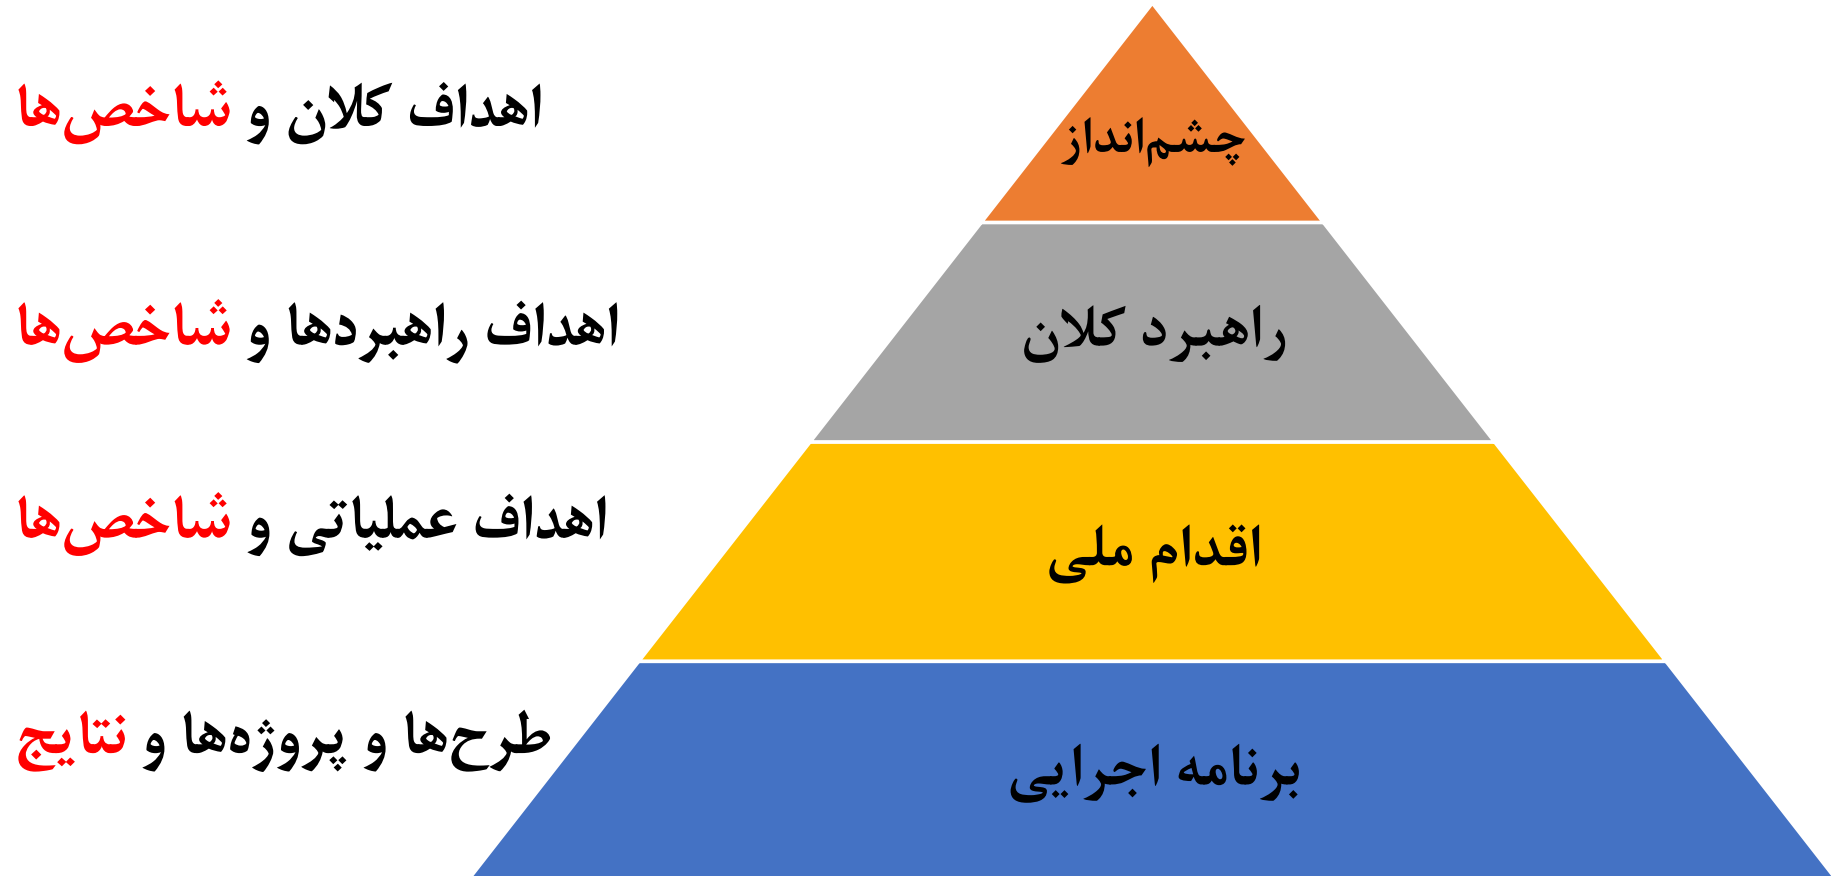 چشم‌انداز
اهداف کلان و شاخص‌ها
راهبرد کلان
اهداف راهبردها و شاخص‌ها
اقدام ملی
اهداف عملیاتی و شاخص‌ها
برنامه اجرایی
طرح‌ها و پروژه‌ها و نتایج